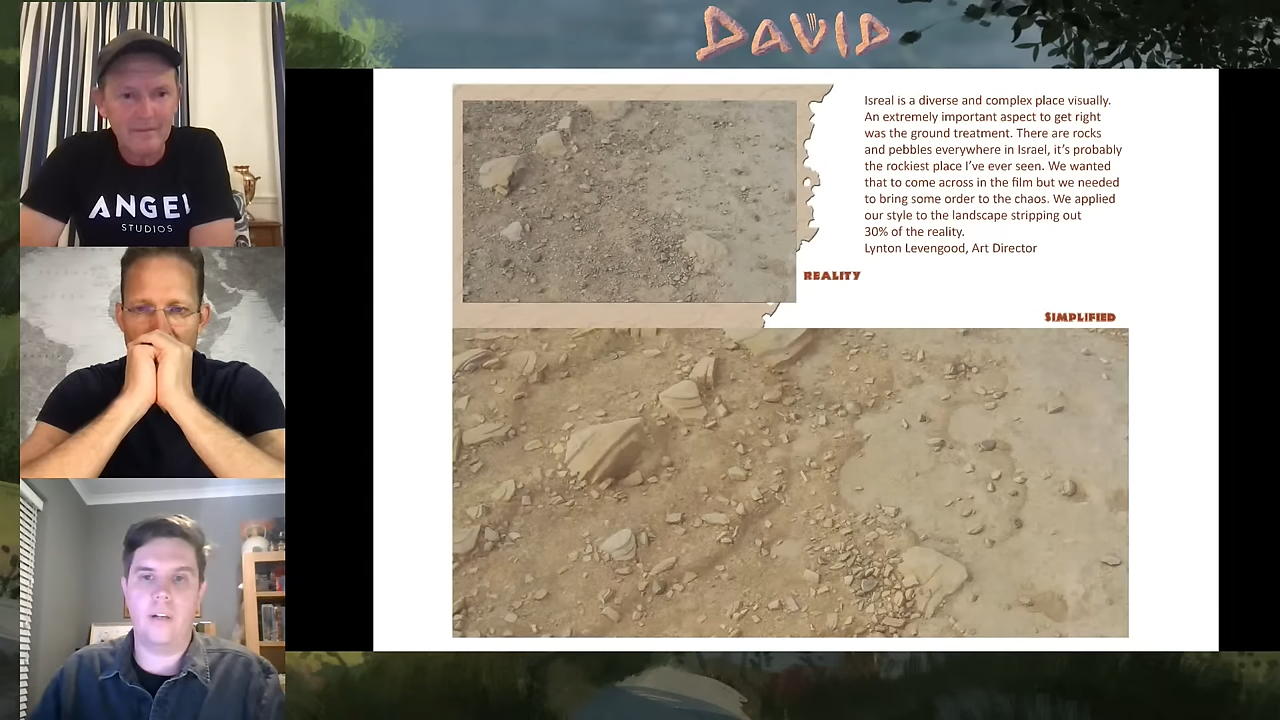 DAVID
ANGEL
STUDIOS
Isreal is a diverse and complex place visually.
An extremely important aspect to get right
was the ground treatment. There are rocks
and pebbles everywhere in Israel, it's probably
the rockiest place I've ever seen. We wanted
that to come across in the film but we needed
to bring some order to the chaos. We applied
our style to the landscape stripping out
30% of the reality.
Lynton Levengood, Art Director
REALITY
SIMPLIFIED